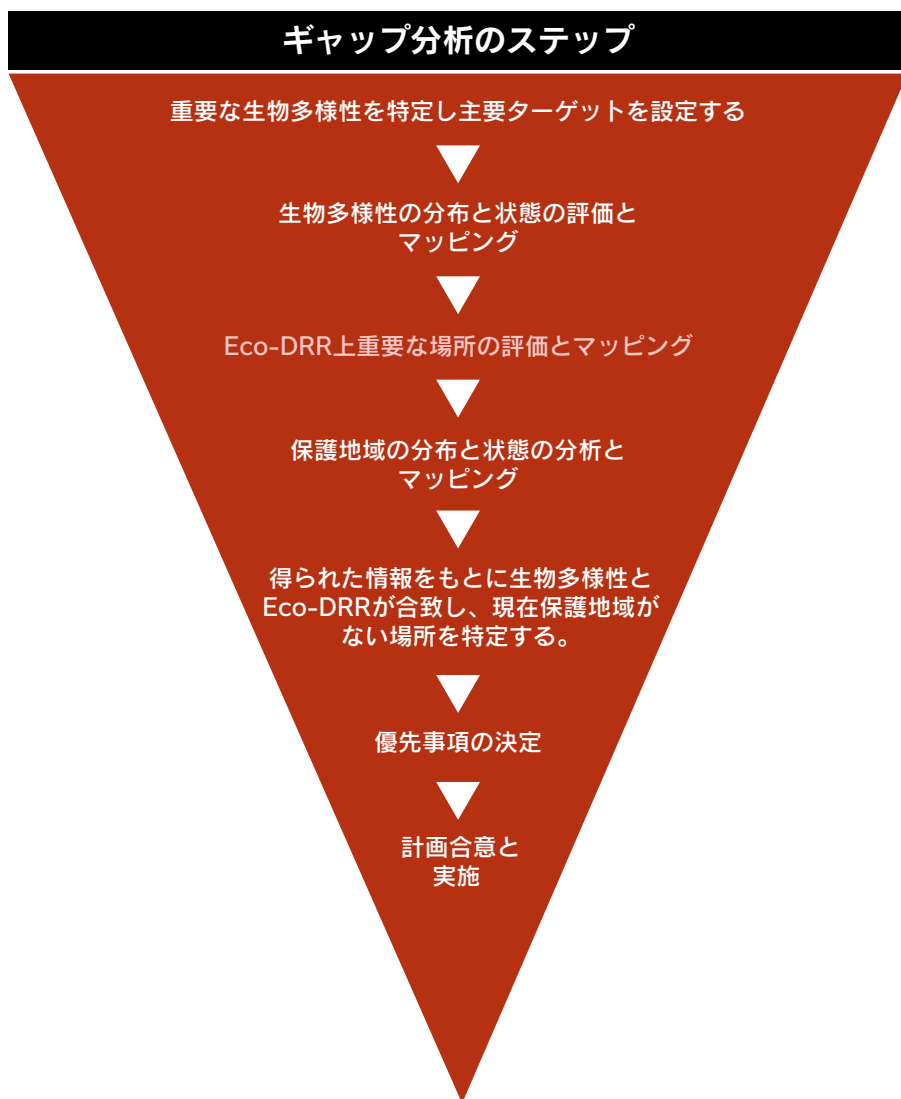 ギャップ分析のステップ
重要な生物多様性を特定し主要ターゲットを設定する
生物多様性の分布と状態の評価と
マッピング
Eco-DRR上重要な場所の評価とマッピング
保護地域の分布と状態の分析と
マッピング
得られた情報をもとに生物多様性と
Eco-DRRが合致し、現在保護地域が
ない場所を特定する。
優先事項の決定
計画合意と
実施